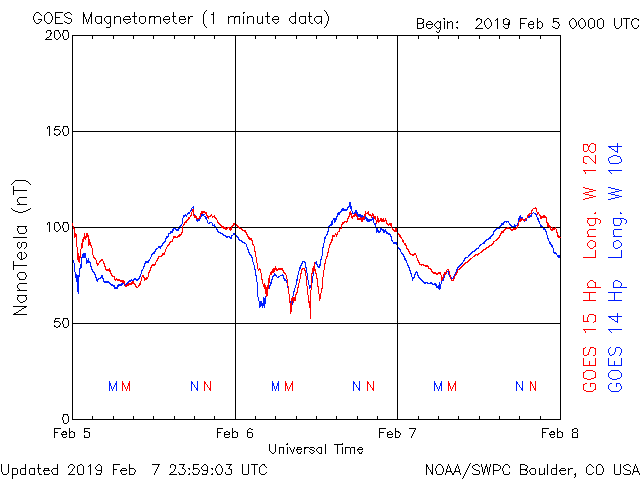 GOES Magnetometer (1 minute data)
Begin: 2019 Feb 5 0000 UTC
200
150
100
50
0
NanoTesla (nT)
M M N N M M N N M M N N
Feb 5 Feb 6 Feb 7 Feb 8
Universal Time
GOES 15 Hp Long. W 128
GOES 14 Hp Long. W 104
Updated 2019 Feb 7 23:59:03 UTC
NOAA/SWPC Boulder, CO USA